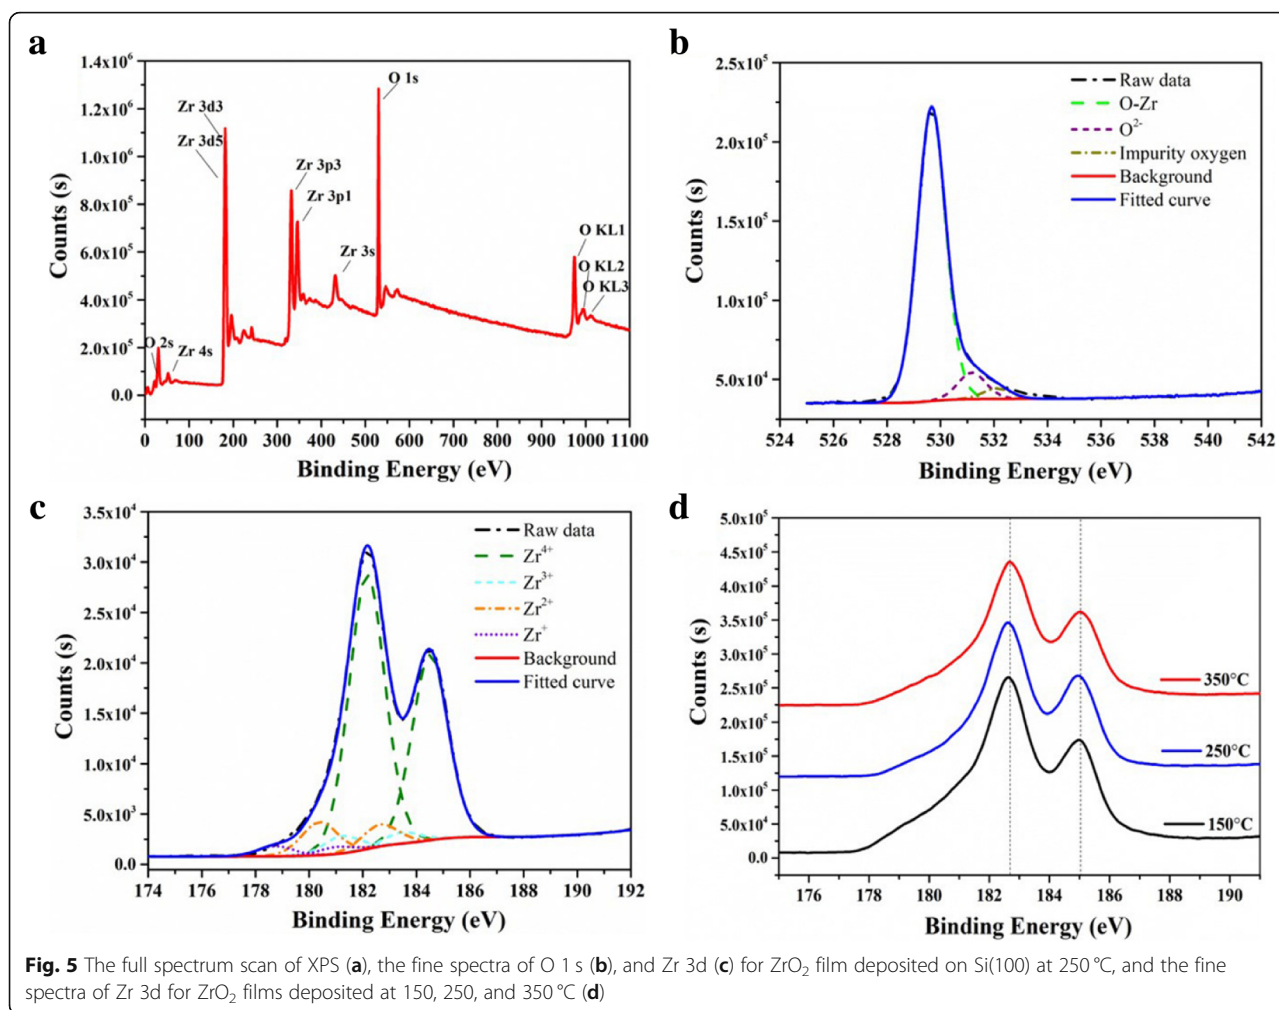 a
1.4x10⁶
1.2x10⁶
1.0x10⁶
8.0x10⁵
6.0x10⁵
4.0x10⁵
2.0x10⁵
0.0
Counts (s)
O 1s
Zr 3d3
Zr 3d5
Zr 3p3
Zr 3p1
Zr 3s
O KL1
O KL2
O KL3
O 2s
Zr 4s
0 100 200 300 400 500 600 700 800 900 1000 1100
Binding Energy (eV)
b
2.5x10⁵
2.0x10⁵
1.5x10⁵
1.0x10⁵
5.0x10⁴
Counts (s)
Raw data
O-Zr
O²⁻
Impurity oxygen
Background
Fitted curve
524 526 528 530 532 534 536 538 540 542
Binding Energy (eV)
c
3.5x10⁴
3.0x10⁴
2.5x10⁴
2.0x10⁴
1.5x10⁴
1.0x10⁴
5.0x10³
0.0
Counts (s)
Raw data
Zr⁴⁺
Zr³⁺
Zr²⁺
Zr⁺
Background
Fitted curve
174 176 178 180 182 184 186 188 190 192
Binding Energy (eV)
d
5.0x10⁵
4.5x10⁵
4.0x10⁵
3.5x10⁵
3.0x10⁵
2.5x10⁵
2.0x10⁵
1.5x10⁵
1.0x10⁵
5.0x10⁴
0.0
Counts (s)
350°C
250°C
150°C
176 178 180 182 184 186 188 190
Binding Energy (eV)
Fig. 5 The full spectrum scan of XPS (a), the fine spectra of O 1 s (b), and Zr 3d (c) for ZrO₂ film deposited on Si(100) at 250 °C, and the fine
spectra of Zr 3d for ZrO₂ films deposited at 150, 250, and 350 °C (d)